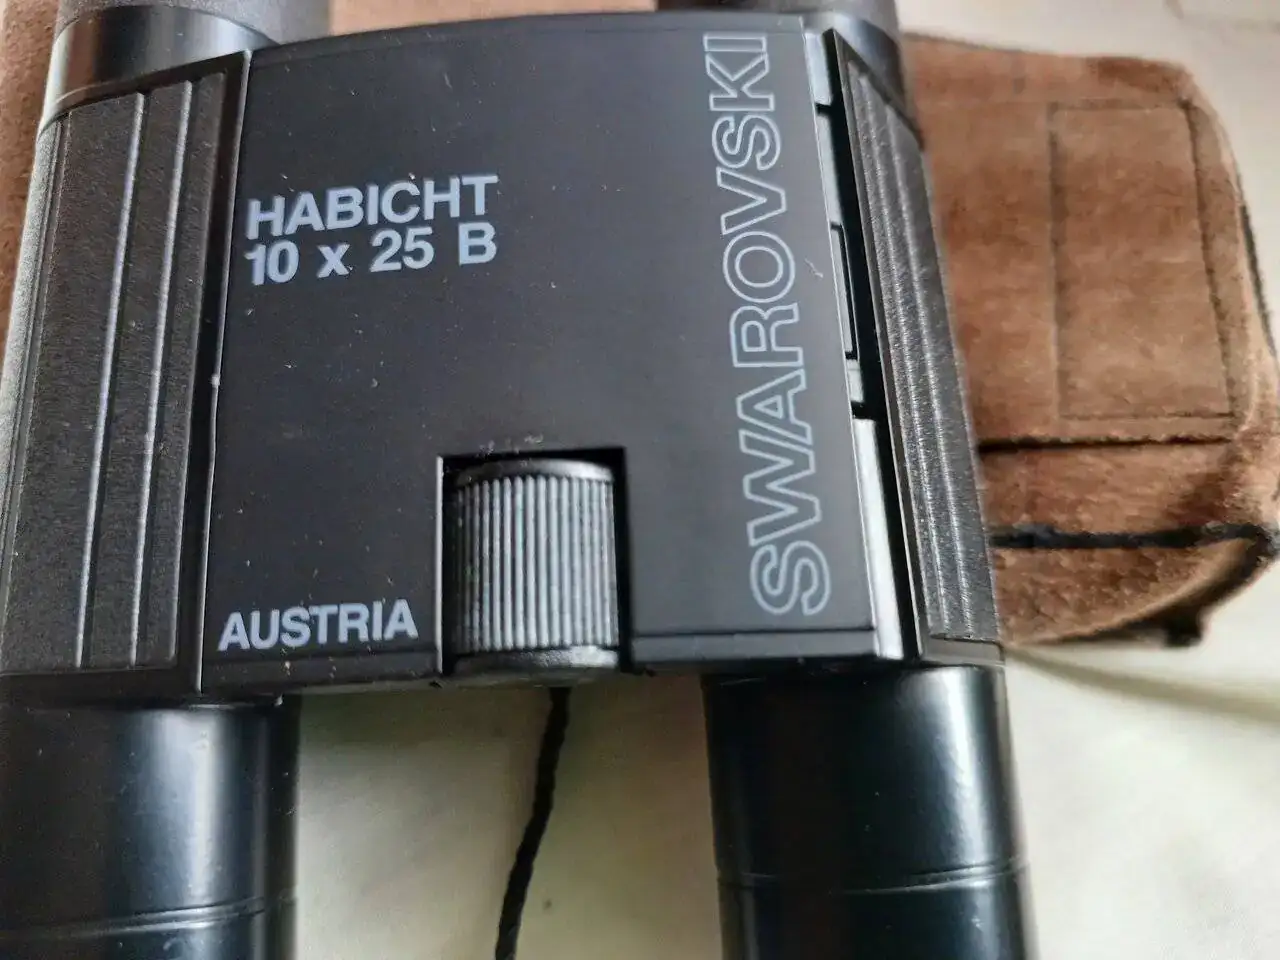 HABICHT
10 x 25 B
SWAROVSKI
AUSTRIA